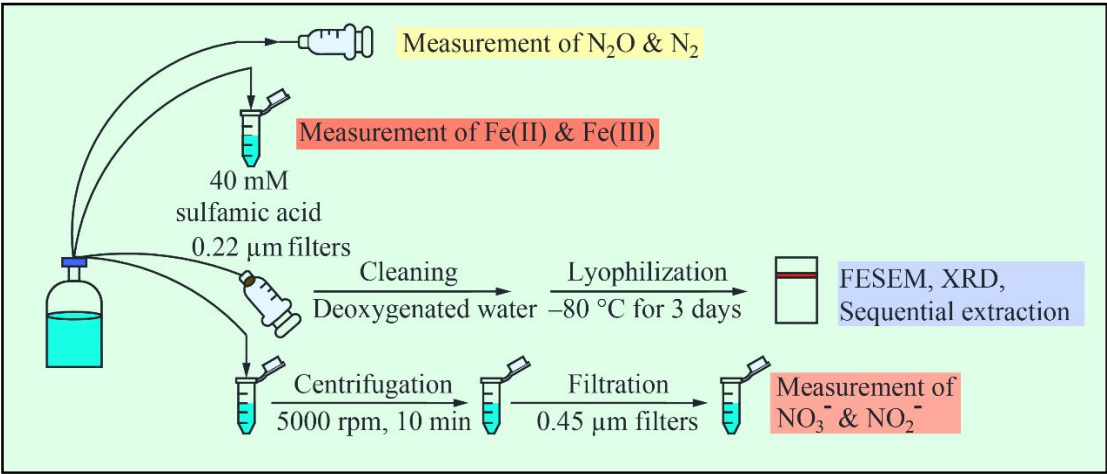 Measurement of N₂O & N₂
Measurement of Fe(II) & Fe(III)
40 mM
sulfamic acid
0.22 µm filters
Cleaning
Deoxygenated water
Lyophilization
–80 °C for 3 days
FESEM, XRD,
Sequential extraction
Centrifugation
5000 rpm, 10 min
Filtration
0.45 µm filters
Measurement of
NO₃⁻ & NO₂⁻